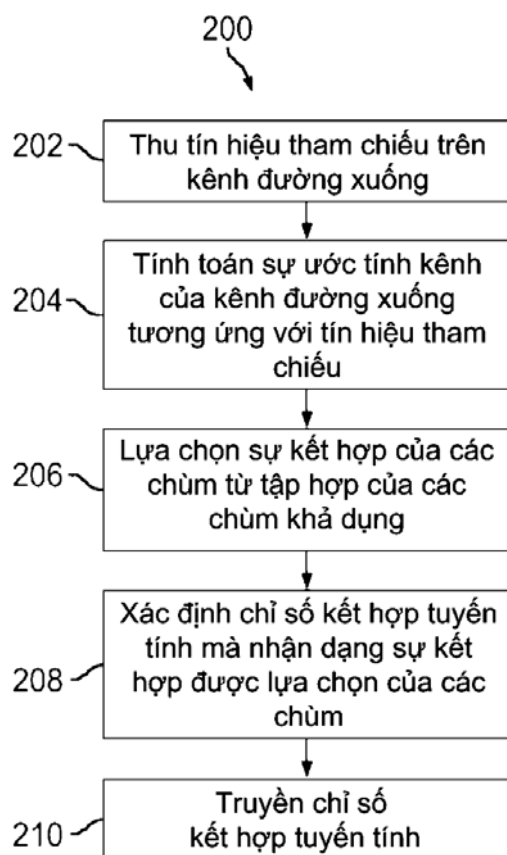 200
202
Thu tín hiệu tham chiếu trên
kênh đường xuống
204
Tính toán sự ước tính kênh
của kênh đường xuống
tương ứng với tín hiệu tham
chiếu
206
Lựa chọn sự kết hợp của các
chùm từ tập hợp của các
chùm khả dụng
208
Xác định chỉ số kết hợp tuyến
tính mà nhận dạng sự kết
hợp được lựa chọn của các
chùm
210
Truyền chỉ số
kết hợp tuyến tính